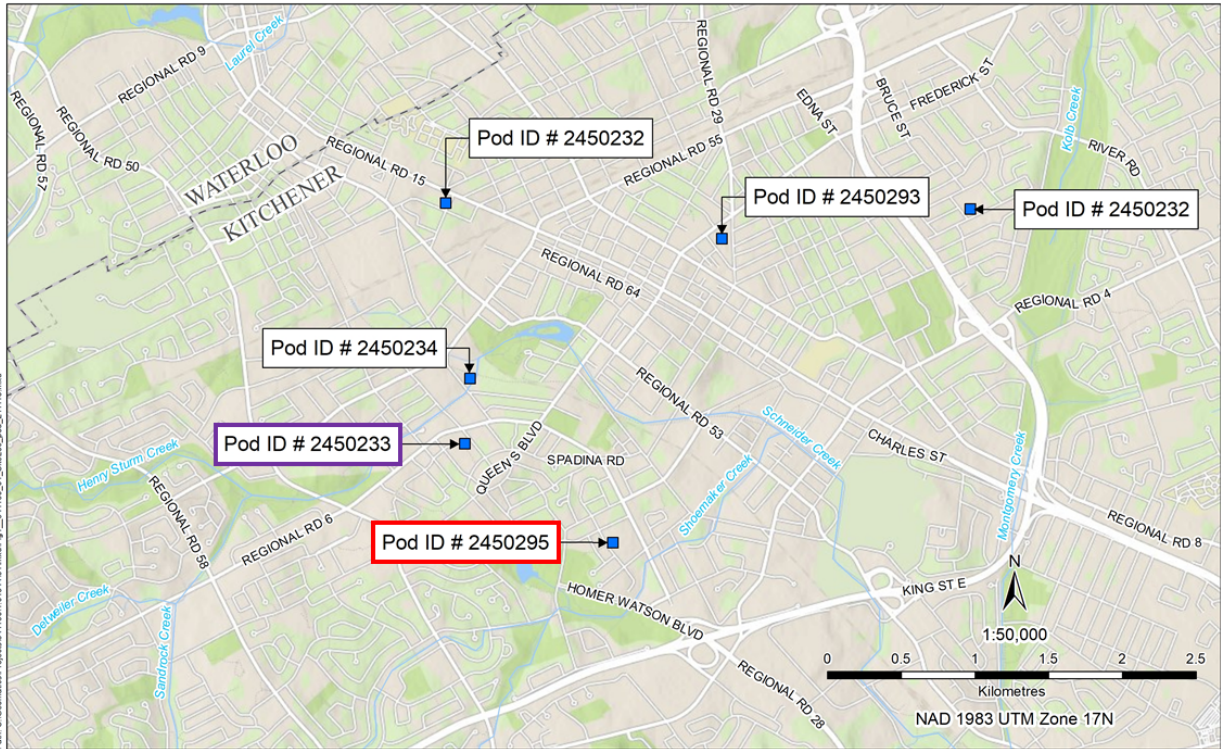 Laurel Creek
REGIONAL RD 9
REGIONAL RD 29
REGIONAL RD 57
REGIONAL RD 50
WATERLOO
KITCHENER
REGIONAL RD 15
Pod ID # 2450232
REGIONAL RD 55
EDNA ST
BRUCE ST
FREDERICK ST
Kolb Creek
RIVER RD
Pod ID # 2450293
Pod ID # 2450232
REGIONAL RD 64
REGIONAL RD 4
Pod ID # 2450234
REGIONAL RD 53
Pod ID # 2450233
QUEEN S BLVD
SPADINA RD
Schneider Creek
CHARLES ST
Henry Sturm Creek
Shoemaker Creek
Montgomery Creek
REGIONAL RD 58
REGIONAL RD 6
Pod ID # 2450295
REGIONAL RD 8
HOMER WATSON BLVD
KING ST E
N
Detweiler Creek
Sandrock Creek
REGIONAL RD 28
1:50,000
0 0.5 1 1.5 2 2.5
Kilometres
NAD 1983 UTM Zone 17N